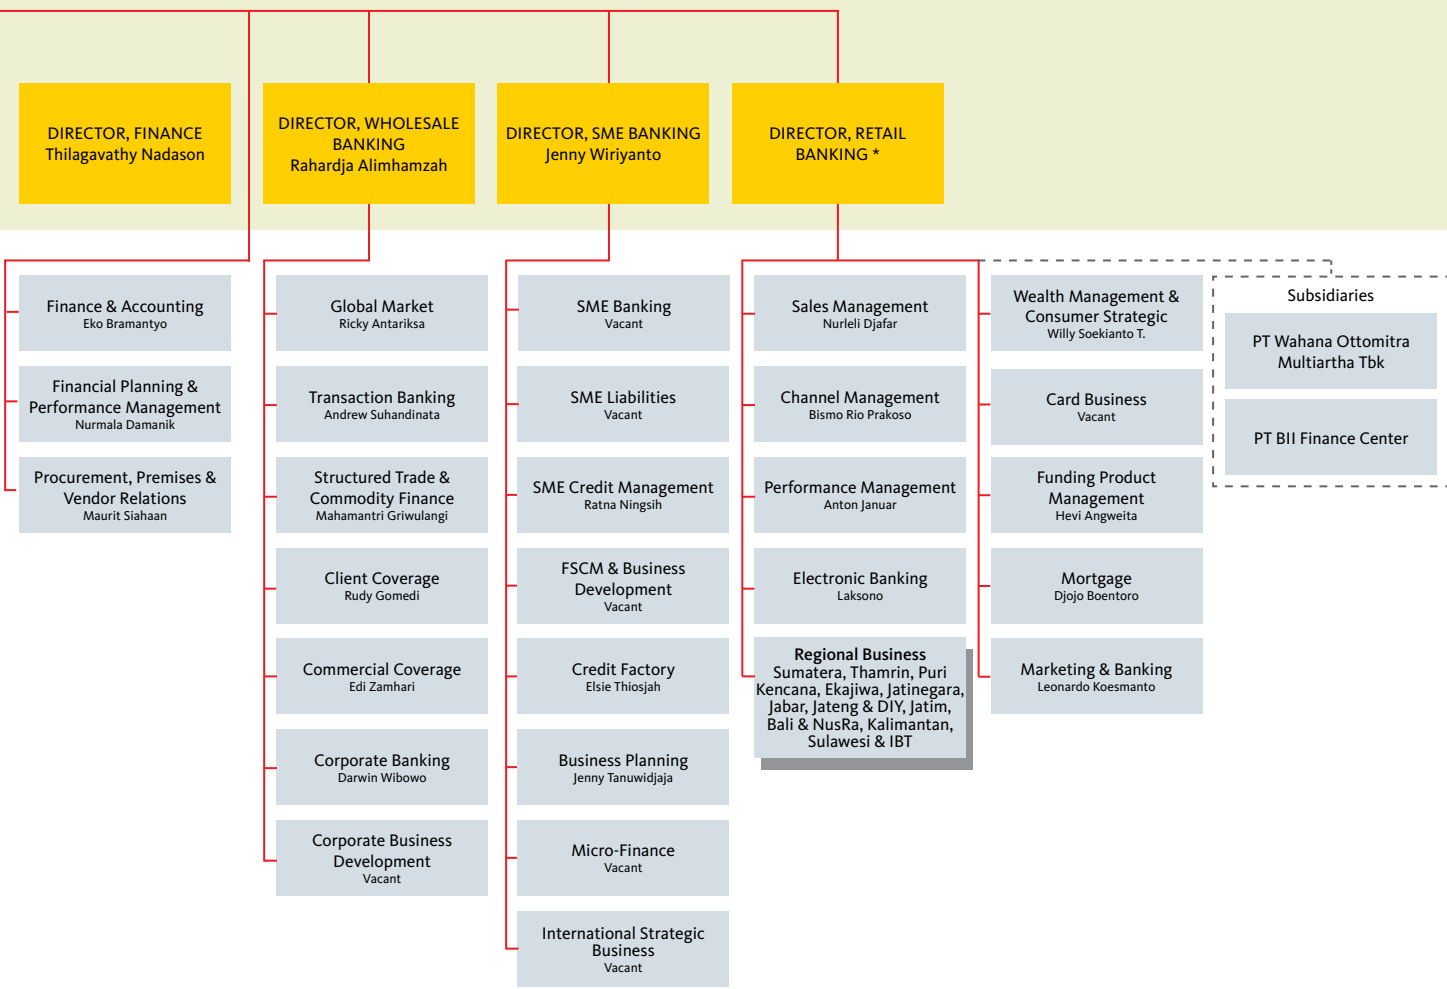 DIRECTOR, FINANCE
Thilagavathy Nadason
DIRECTOR, WHOLESALE
BANKING
Rahardja Alimhamzah
DIRECTOR, SME BANKING
Jenny Wiriyanto
DIRECTOR, RETAIL
BANKING *
Finance & Accounting
Eko Bramantyo
Financial Planning &
Performance Management
Nurmala Damanik
Procurement, Premises &
Vendor Relations
Maurit Siahaan
Global Market
Ricky Antariksa
Transaction Banking
Andrew Suhandinata
Structured Trade &
Commodity Finance
Mahamantri Griwulangi
Client Coverage
Rudy Gomedi
Commercial Coverage
Edi Zamhari
Corporate Banking
Darwin Wibowo
Corporate Business
Development
Vacant
SME Banking
Vacant
SME Liabilities
Vacant
SME Credit Management
Ratna Ningsih
FSCM & Business
Development
Vacant
Credit Factory
Elsie Thiosjah
Business Planning
Jenny Tanuwidjaja
Micro-Finance
Vacant
International Strategic
Business
Vacant
Sales Management
Nurleli Djafar
Channel Management
Bismo Rio Prakoso
Performance Management
Anton Januar
Electronic Banking
Laksono
Regional Business
Sumatera, Thamrin, Puri
Kencana, Ekajiwa, Jatinegara,
Jabar, Jateng & DIY, Jatim,
Bali & NusRa, Kalimantan,
Sulawesi & IBT
Wealth Management &
Consumer Strategic
Willy Soekianto T.
Card Business
Vacant
Funding Product
Management
Hevi Angweita
Mortgage
Djojo Boentoro
Marketing & Banking
Leonardo Koesmanto
Subsidiaries
PT Wahana Ottomitra
Multiartha Tbk
PT BII Finance Center